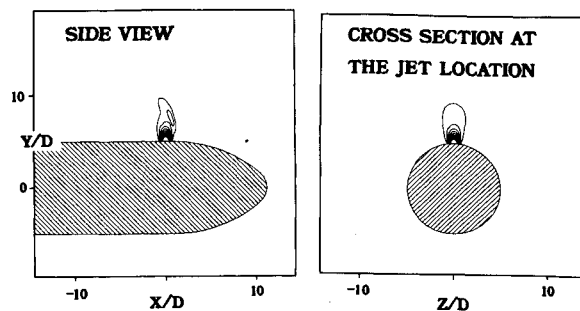 SIDE VIEW
10
Y/D
0
-10
10
X/D
CROSS SECTION AT
THE JET LOCATION
-10
10
Z/D